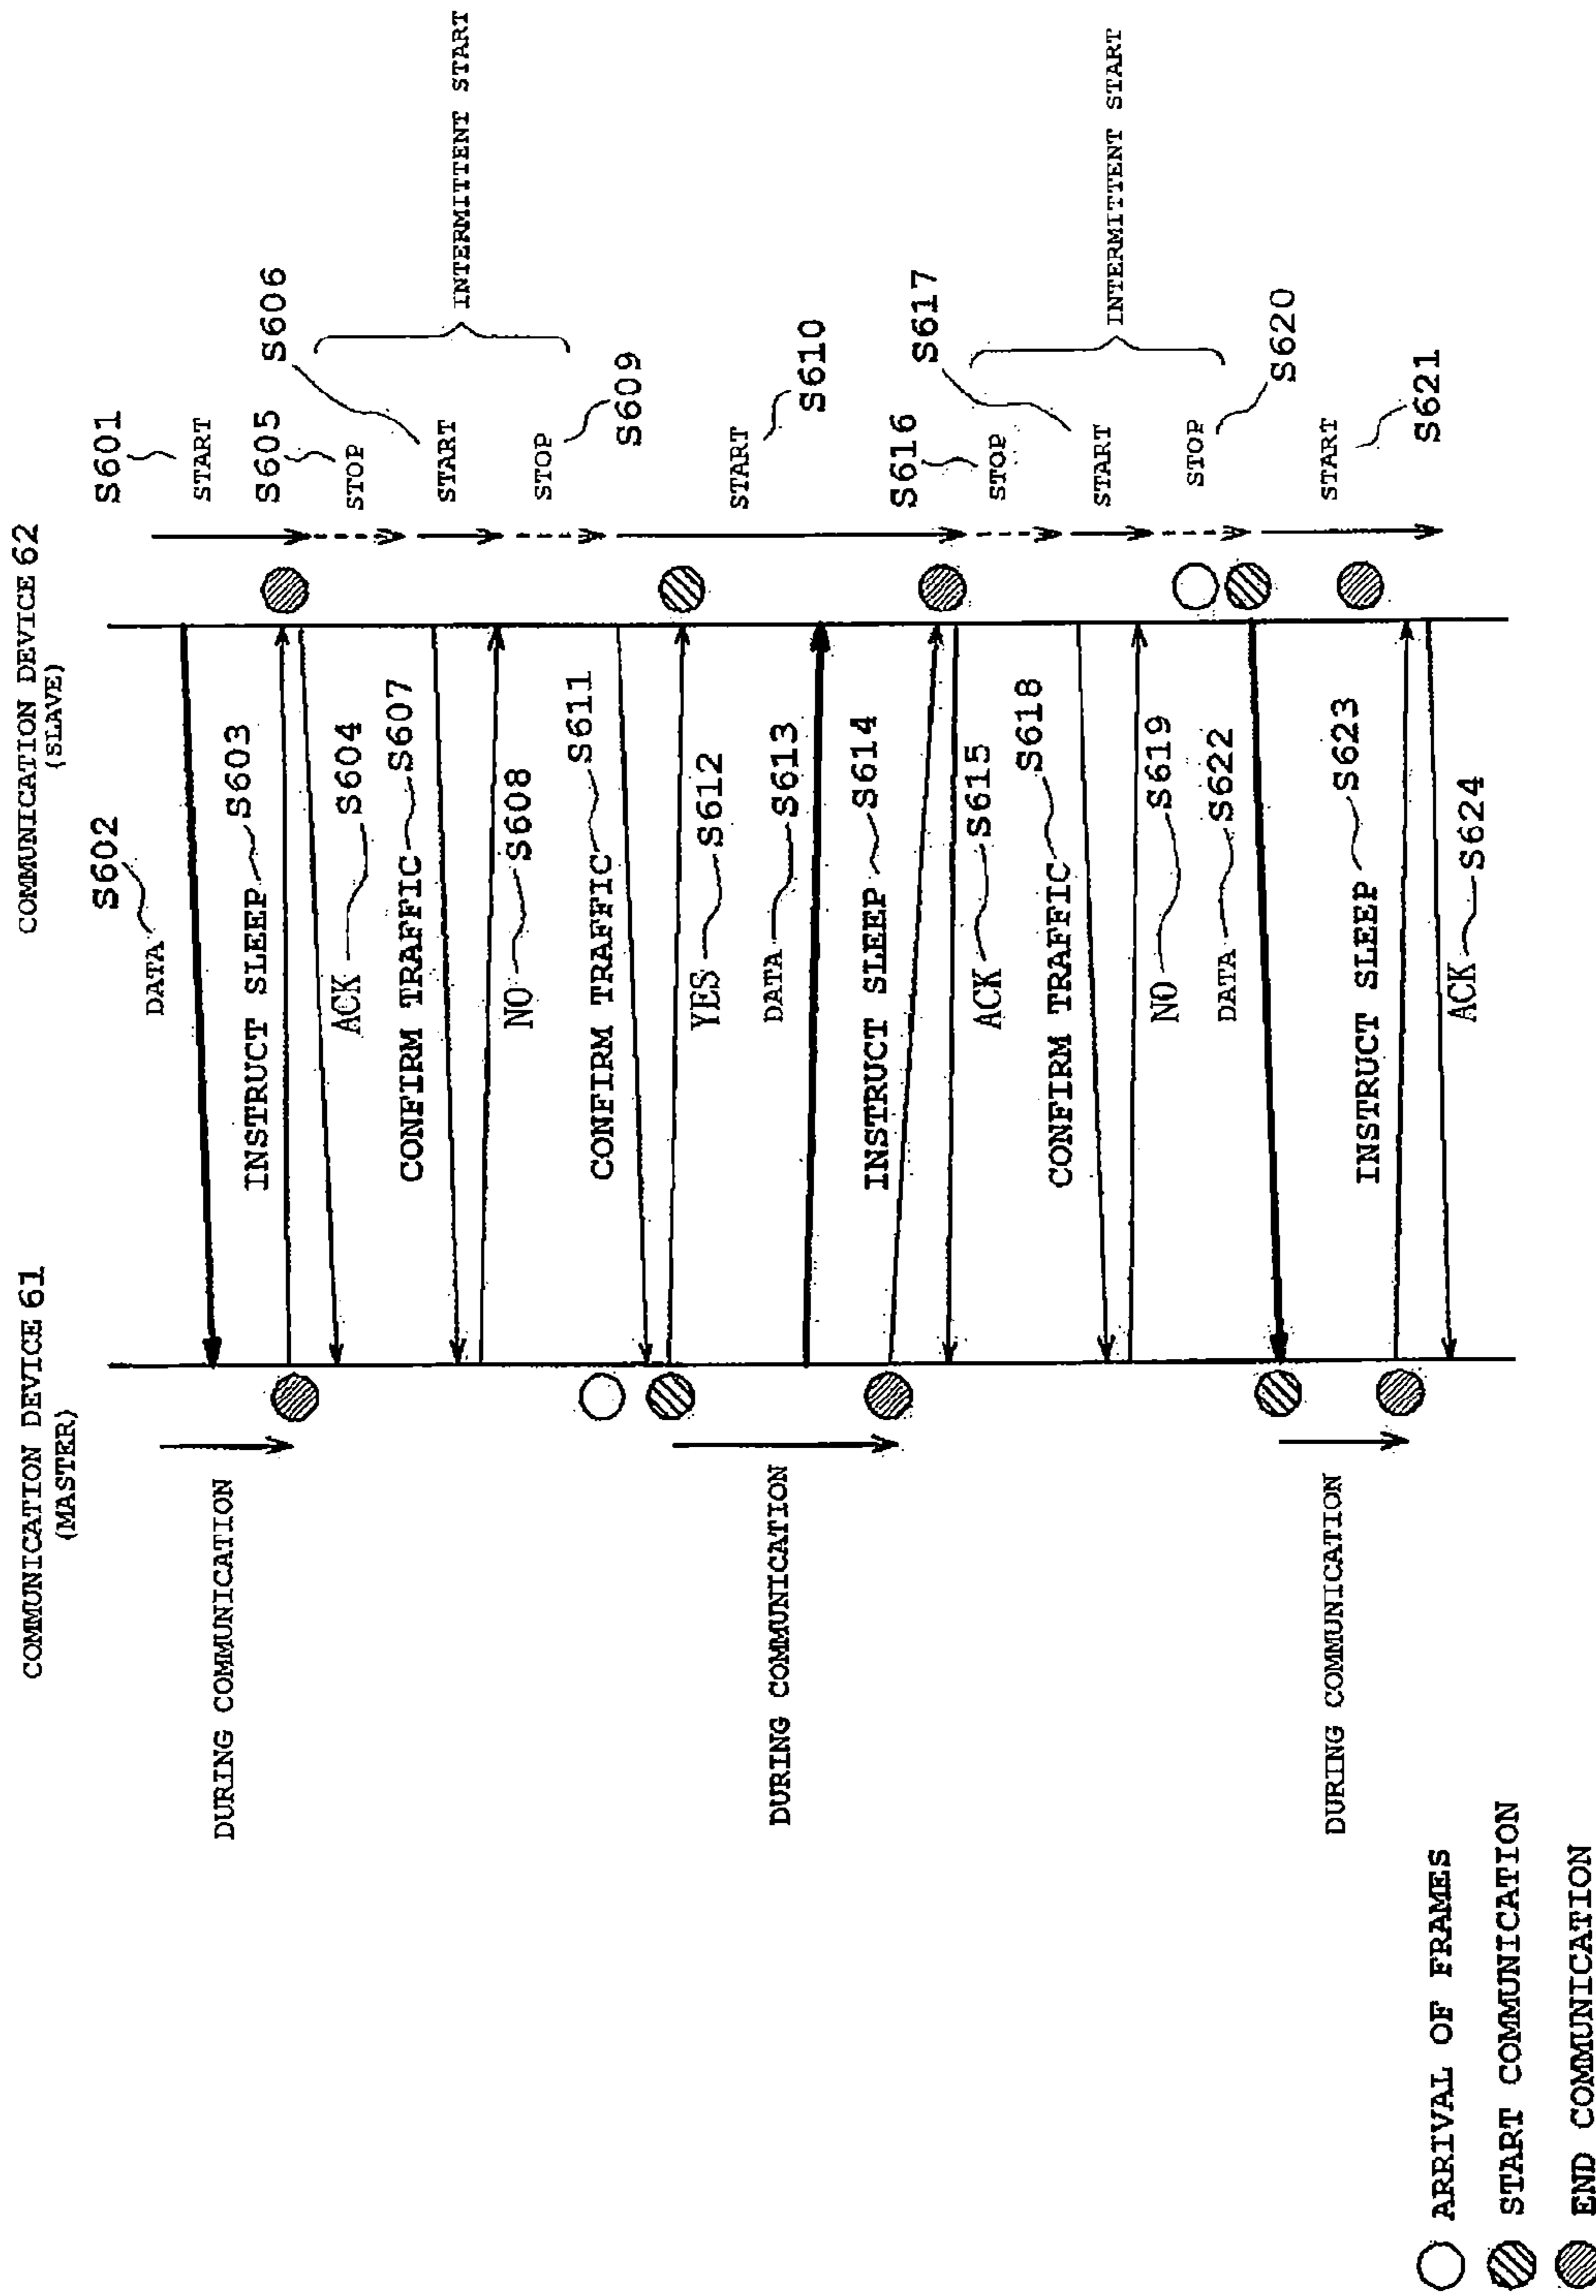 COMMUNICATION DEVICE 61
(MASTER)
COMMUNICATION DEVICE 62
(SLAVE)
DURING COMMUNICATION
DURING COMMUNICATION
DURING COMMUNICATION
DATA S602
INSTRUCT SLEEP S603
ACK S604
CONFIRM TRAFFIC S607
NO S608
CONFIRM TRAFFIC S611
YES S612
DATA S613
INSTRUCT SLEEP S614
ACK S615
CONFIRM TRAFFIC S618
NO S619
DATA S622
INSTRUCT SLEEP S623
ACK S624
START S601
STOP S605
START S606
STOP S609
INTERMITTENT START
START S610
STOP S616
START S617
STOP S620
INTERMITTENT START
START S621
ARRIVAL OF FRAMES
START COMMUNICATION
END COMMUNICATION